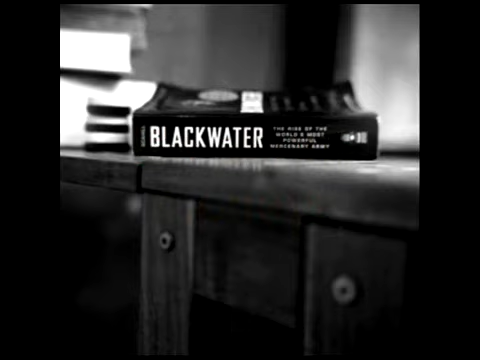 BLACKWATER
THE RISE OF THE
WORLD'S MOST
POWERFUL
MERCENARY ARMY